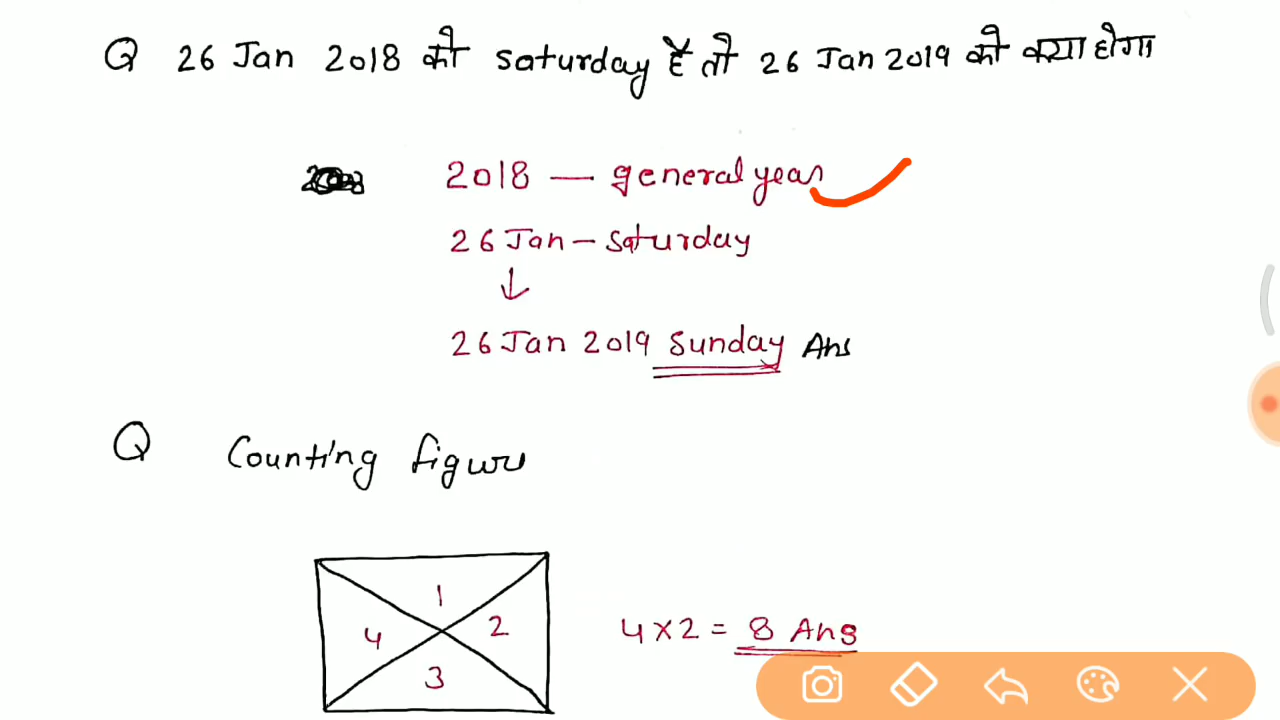 Q 26 Jan 2018 को saturday है तो 26 Jan 2019 को क्या होगा
2018 — general year
26 Jan - saturday
↓
26 Jan 2019 Sunday Ans
Q Counting figure
1
4 2
3
4 × 2 = 8 Ans